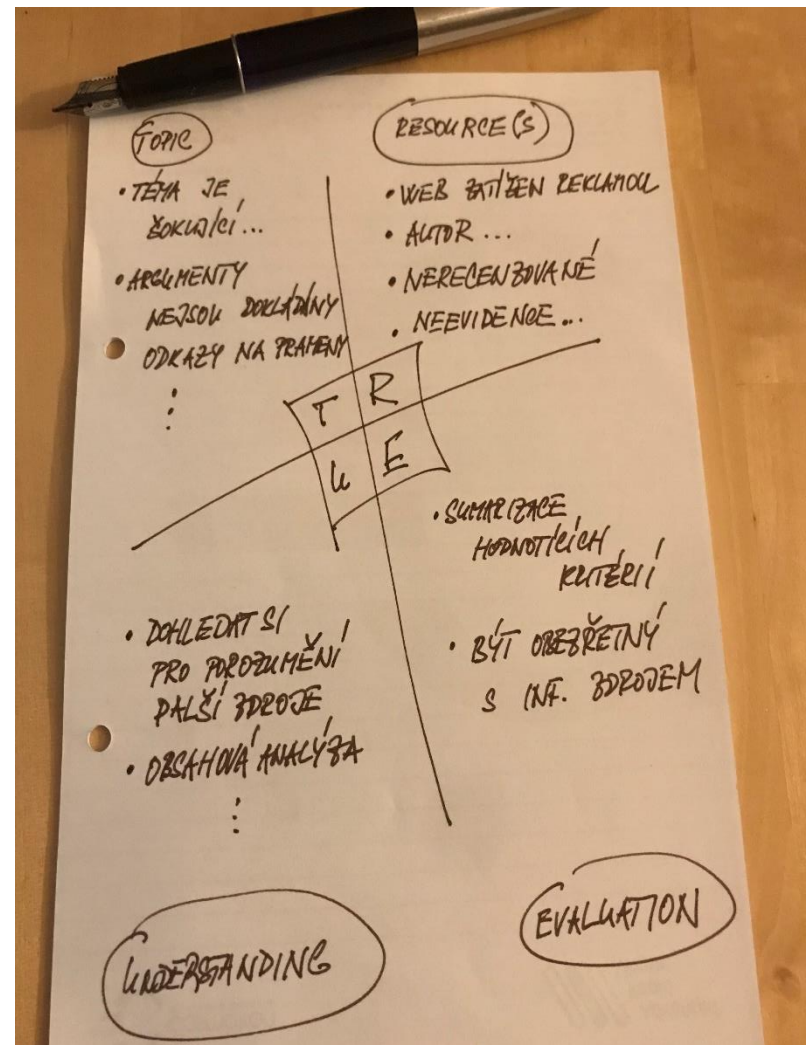 TOPIC
• TÉMA JE
ŠOKUJÍCÍ...
• ARGUMENTY
NEJSOU DOKLÁDÁNY
ODKAZY NA PRAMENY
⋮
RESOURCE(S)
• WEB ZATÍŽEN REKLAMOU
• AUTOR...
• NERECENZOVANÉ
• NEEVIDENCE...
T R
U E
• DOHLEDAT SI
PRO POROZUMĚNÍ
DALŠÍ ZDROJE
• OBSAHOVÁ ANALÝZA
⋮
UNDERSTANDING
• SUMARIZACE
HODNOTÍCÍCH
KRITÉRIÍ
• BÝT OBEZŘETNÝ
S INF. ZDROJEM
EVALUATION